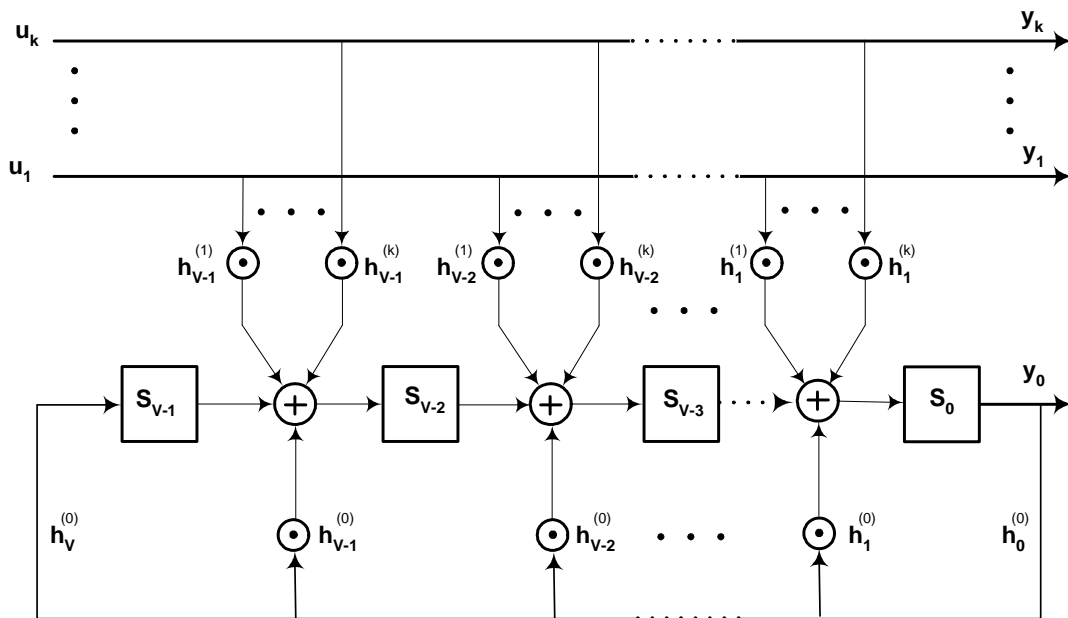 u_k y_k
u_1 y_1
h_{V-1}^{(1)} h_{V-1}^{(k)} h_{V-2}^{(1)} h_{V-2}^{(k)} h_1^{(1)} h_1^{(k)}
S_{V-1} + S_{V-2} + S_{V-3} + S_0 y_0
h_V^{(0)} h_{V-1}^{(0)} h_{V-2}^{(0)} h_1^{(0)} h_0^{(0)}